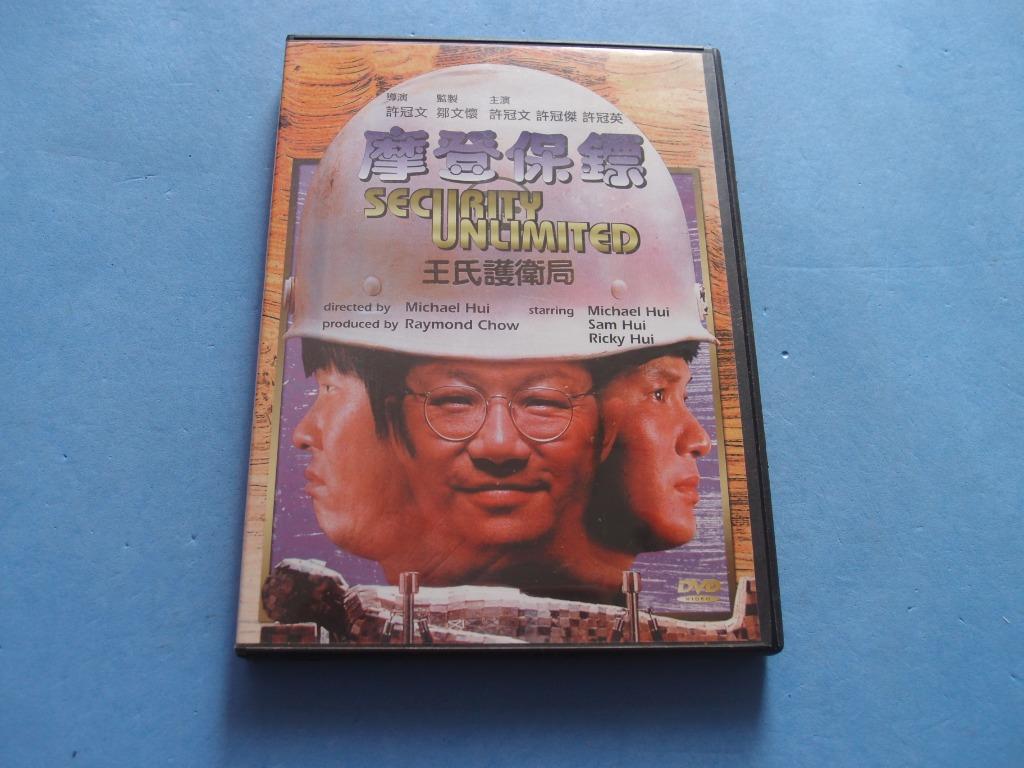 導演 監製 主演
許冠文 鄒文懷 許冠文 許冠傑 許冠英
摩登保鏢
SECURITY
UNLIMITED
王氏護衛局
directed by Michael Hui
produced by Raymond Chow
starring Michael Hui
Sam Hui
Ricky Hui
DVD
VIDEO